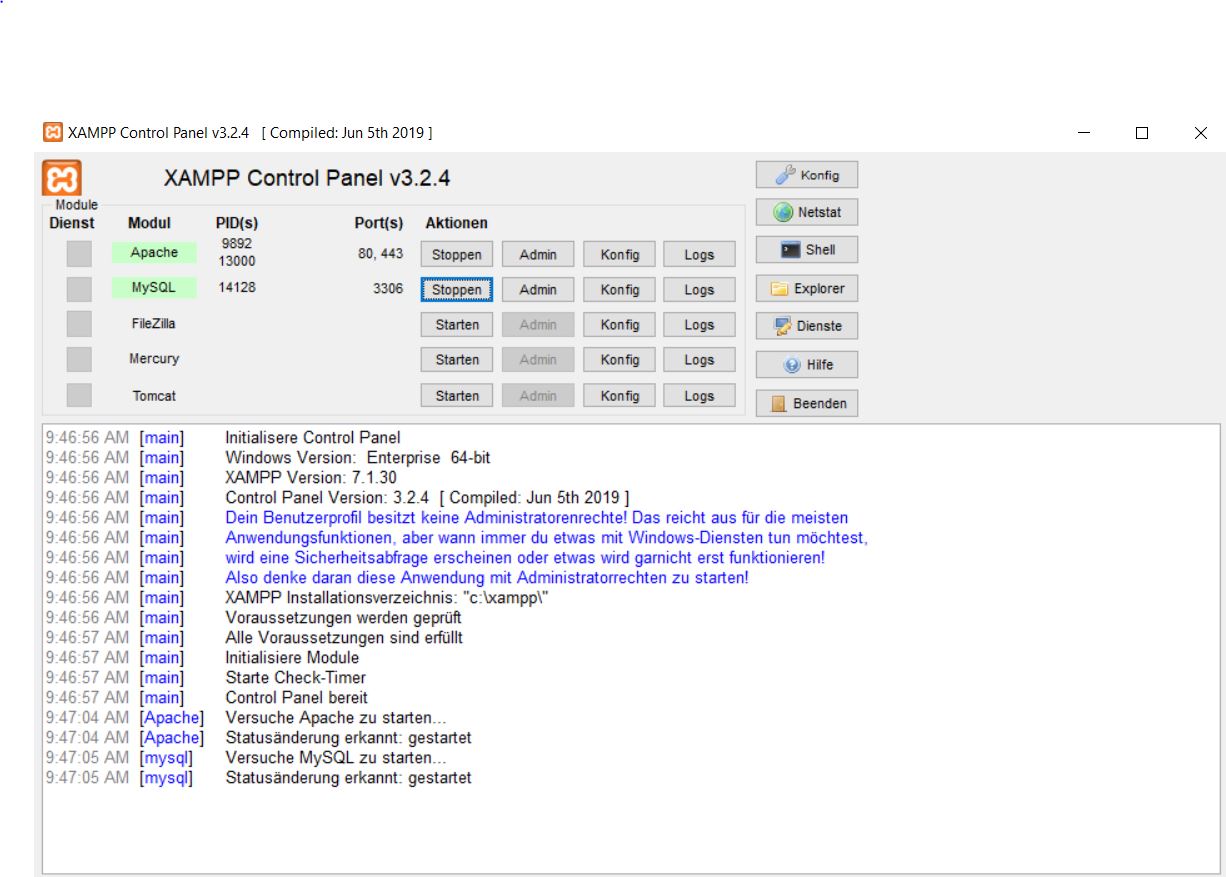 XAMPP Control Panel v3.2.4 [ Compiled: Jun 5th 2019 ]
XAMPP Control Panel v3.2.4
Konfig
Module
Dienst Modul PID(s) Port(s) Aktionen
Netstat
Apache 9892 13000 80, 443 Stoppen Admin Konfig Logs
Shell
MySQL 14128 3306 Stoppen Admin Konfig Logs
Explorer
FileZilla Starten Admin Konfig Logs
Dienste
Mercury Starten Admin Konfig Logs
Hilfe
Tomcat Starten Admin Konfig Logs
Beenden
9:46:56 AM [main] Initialisere Control Panel
9:46:56 AM [main] Windows Version: Enterprise 64-bit
9:46:56 AM [main] XAMPP Version: 7.1.30
9:46:56 AM [main] Control Panel Version: 3.2.4 [ Compiled: Jun 5th 2019 ]
9:46:56 AM [main] Dein Benutzerprofil besitzt keine Administratorenrechte! Das reicht aus für die meisten
9:46:56 AM [main] Anwendungsfunktionen, aber wann immer du etwas mit Windows-Diensten tun möchtest,
9:46:56 AM [main] wird eine Sicherheitsabfrage erscheinen oder etwas wird garnicht erst funktionieren!
9:46:56 AM [main] Also denke daran diese Anwendung mit Administratorrechten zu starten!
9:46:56 AM [main] XAMPP Installationsverzeichnis: "c:\xampp\"
9:46:56 AM [main] Voraussetzungen werden geprüft
9:46:57 AM [main] Alle Voraussetzungen sind erfüllt
9:46:57 AM [main] Initialisiere Module
9:46:57 AM [main] Starte Check-Timer
9:46:57 AM [main] Control Panel bereit
9:47:04 AM [Apache] Versuche Apache zu starten...
9:47:04 AM [Apache] Statusänderung erkannt: gestartet
9:47:05 AM [mysql] Versuche MySQL zu starten...
9:47:05 AM [mysql] Statusänderung erkannt: gestartet